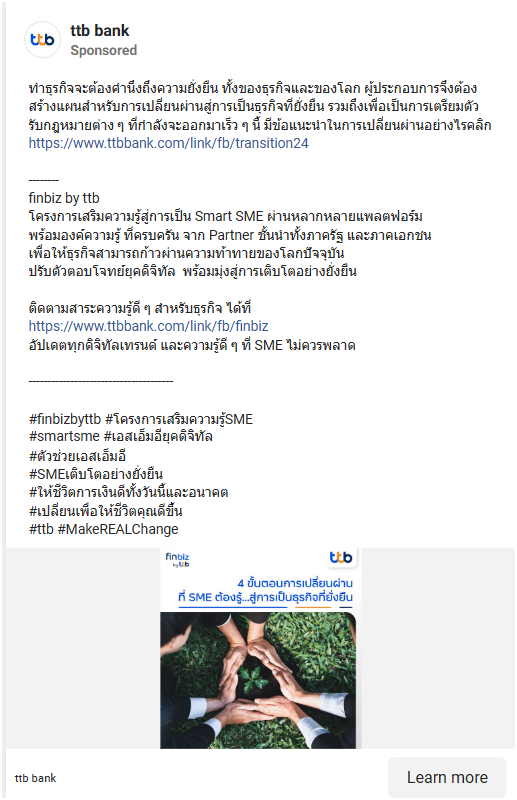 ttb
ttb bank
Sponsored
ทำธุรกิจจะต้องคำนึงถึงความยั่งยืน ทั้งของธุรกิจและของโลก ผู้ประกอบการจึงต้อง
สร้างแผนสำหรับการเปลี่ยนผ่านสู่การเป็นธุรกิจที่ยั่งยืน รวมถึงเพื่อเป็นการเตรียมตัว
รับกฎหมายต่าง ๆ ที่กำลังจะออกมาเร็ว ๆ นี้ มีข้อแนะนำในการเปลี่ยนผ่านอย่างไรคลิก
https://www.ttbbank.com/link/fb/transition24
--------
finbiz by ttb
โครงการเสริมความรู้สู่การเป็น Smart SME ผ่านหลากหลายแพลตฟอร์ม
พร้อมองค์ความรู้ ที่ครบครัน จาก Partner ชั้นนำทั้งภาครัฐ และภาคเอกชน
เพื่อให้ธุรกิจสามารถก้าวผ่านความท้าทายของโลกปัจจุบัน
ปรับตัวตอบโจทย์ยุคดิจิทัล พร้อมมุ่งสู่การเติบโตอย่างยั่งยืน
ติดตามสาระความรู้ดี ๆ สำหรับธุรกิจ ได้ที่
https://www.ttbbank.com/link/fb/finbiz
อัปเดตทุกดิจิทัลเทรนด์ และความรู้ดี ๆ ที่ SME ไม่ควรพลาด
--------------------------------------
#finbizbyttb #โครงการเสริมความรู้SME
#smartsme #เอสเอ็มอียุคดิจิทัล
#ตัวช่วยเอสเอ็มอี
#SMEเติบโตอย่างยั่งยืน
#ให้ชีวิตการเงินดีทั้งวันนี้และอนาคต
#เปลี่ยนเพื่อให้ชีวิตคุณดีขึ้น
#ttb #MakeREALChange
finbiz
by ttb
ttb
4 ขั้นตอนการเปลี่ยนผ่าน
ที่ SME ต้องรู้...สู่การเป็นธุรกิจที่ยั่งยืน
ttb bank
Learn more